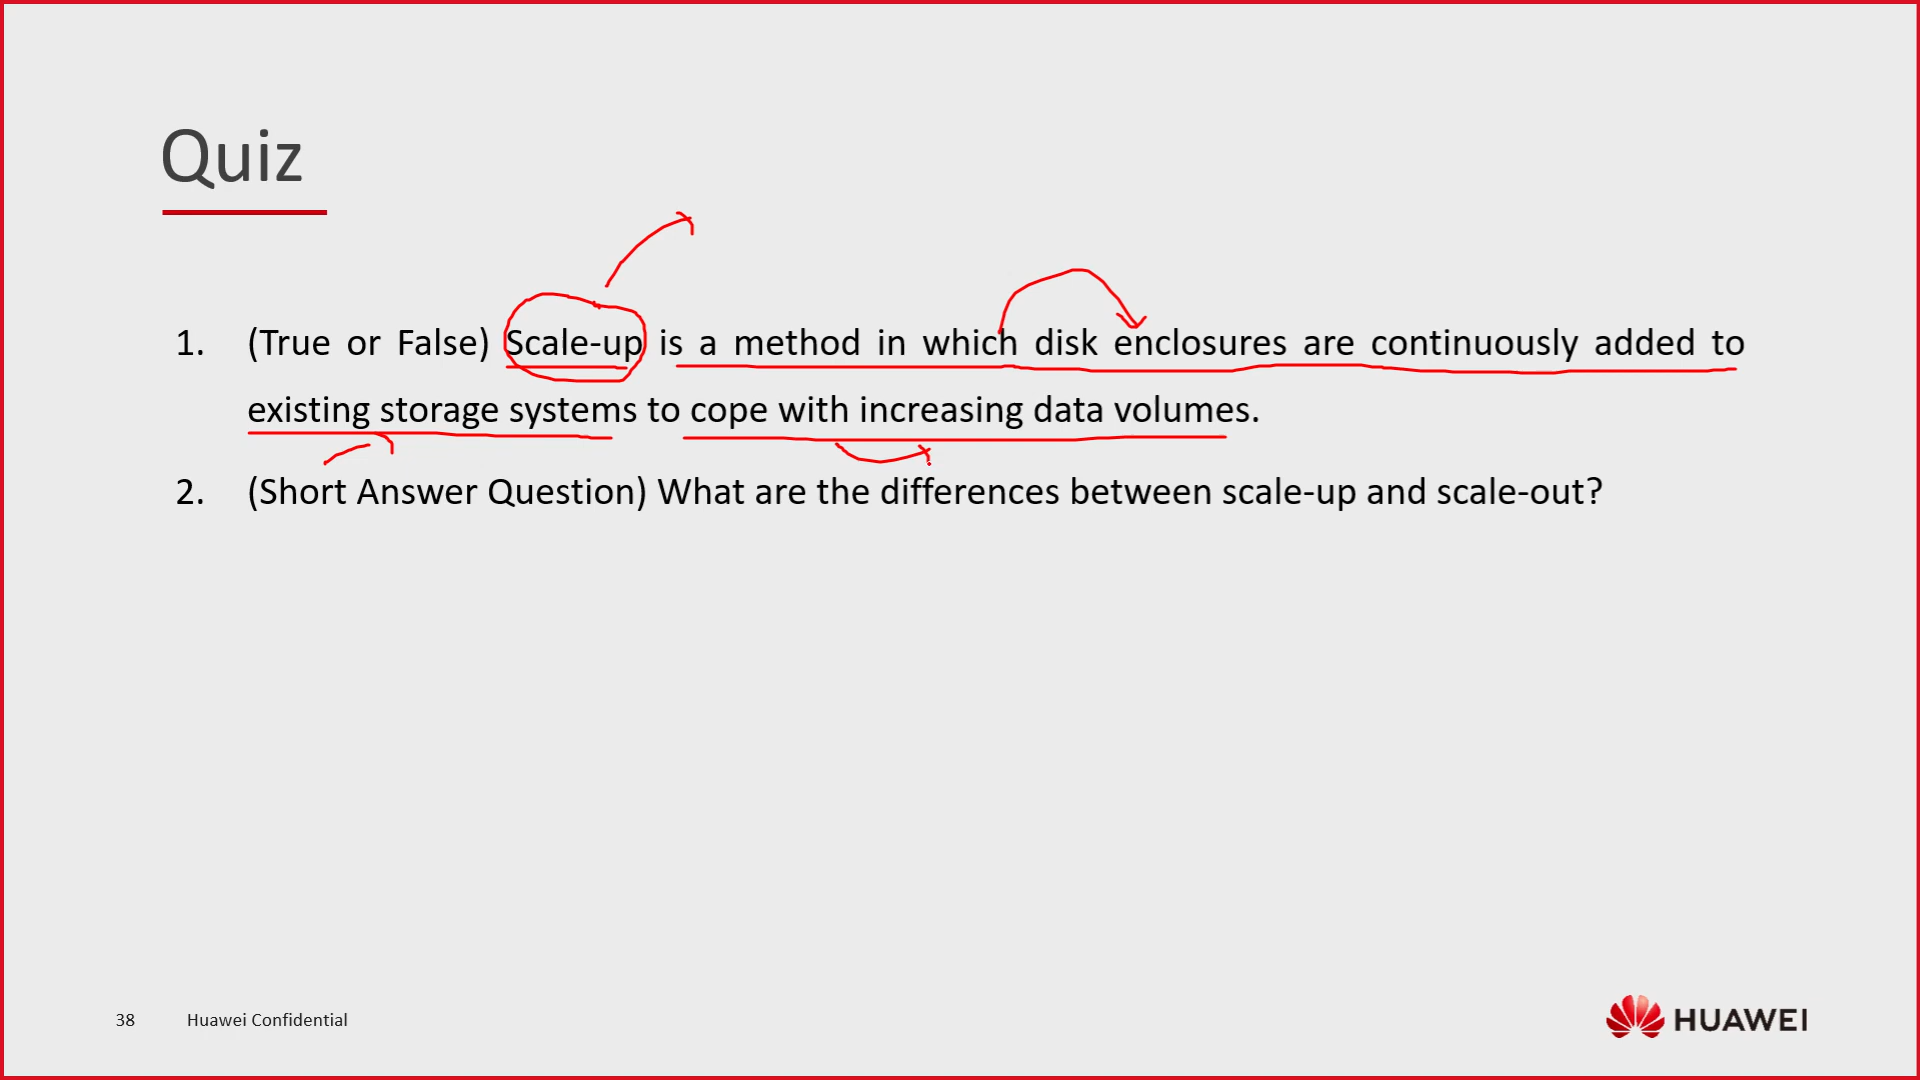 Quiz
1. (True or False) Scale-up is a method in which disk enclosures are continuously added to
existing storage systems to cope with increasing data volumes.
2. (Short Answer Question) What are the differences between scale-up and scale-out?
38 Huawei Confidential
HUAWEI